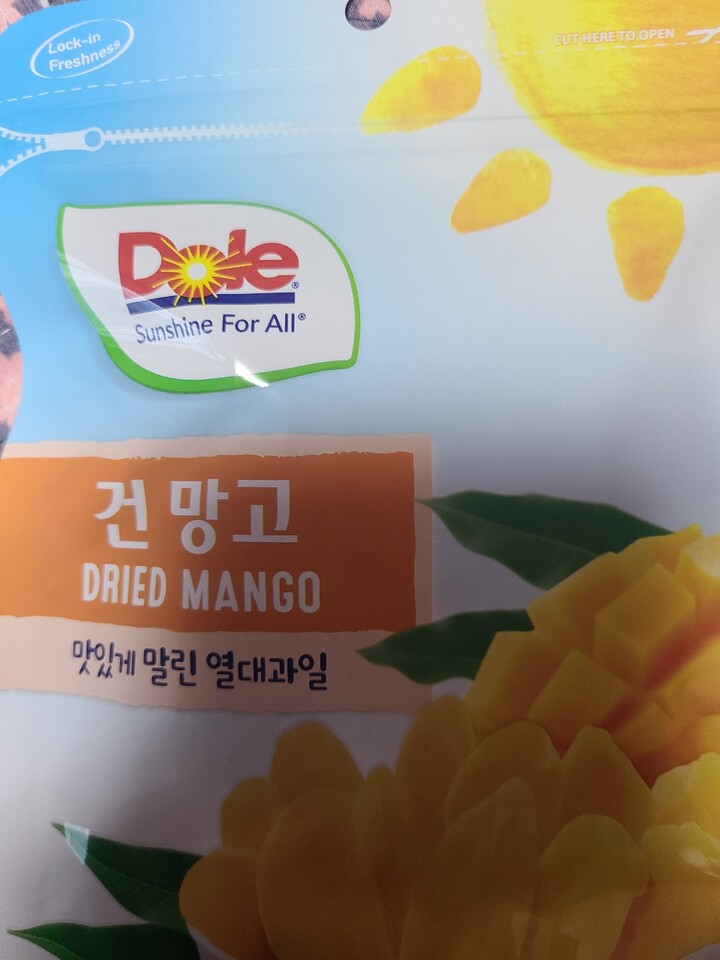 Lock-in
Freshness
CUT HERE TO OPEN
Dole®
Sunshine For All®
건망고
DRIED MANGO
맛있게 말린 열대과일